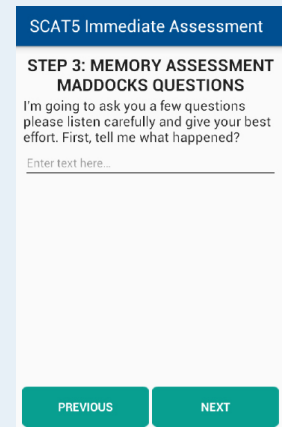 SCAT5 Immediate Assessment
STEP 3: MEMORY ASSESSMENT
MADDOCKS QUESTIONS
I'm going to ask you a few questions
please listen carefully and give your best
effort. First, tell me what happened?
Enter text here...
PREVIOUS
NEXT